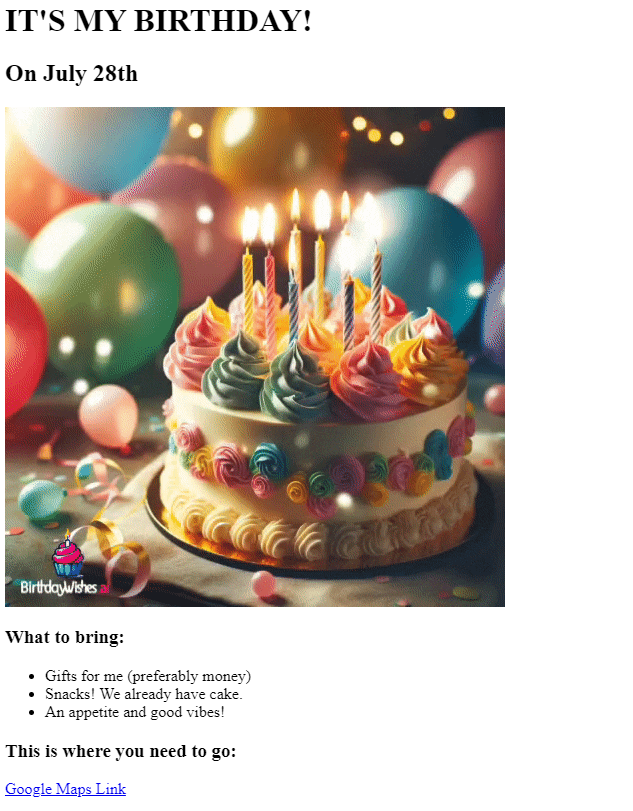 IT'S MY BIRTHDAY!
On July 28th
BirthdayWishes.ai
What to bring:
Gifts for me (preferably money)
Snacks! We already have cake.
An appetite and good vibes!
This is where you need to go:
Google Maps Link